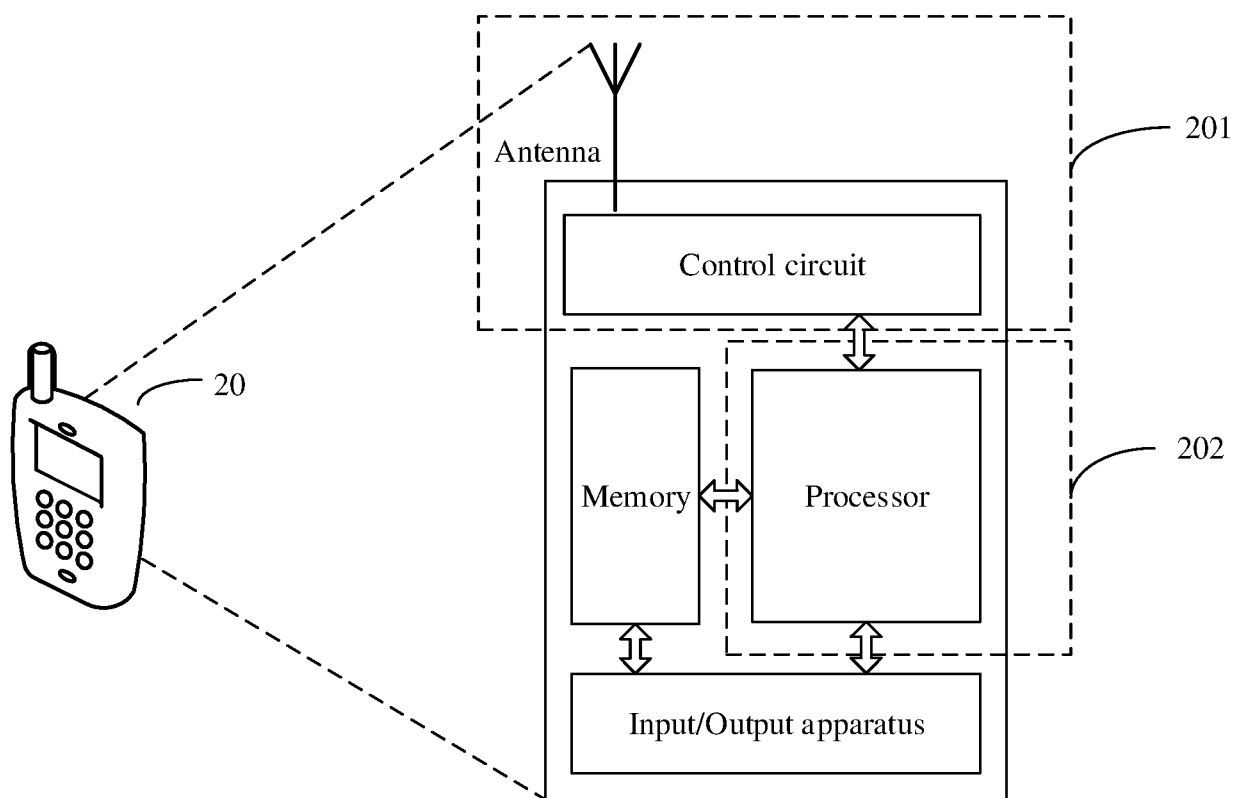 201
Antenna
Control circuit
20
202
Memory
Processor
Input/Output apparatus